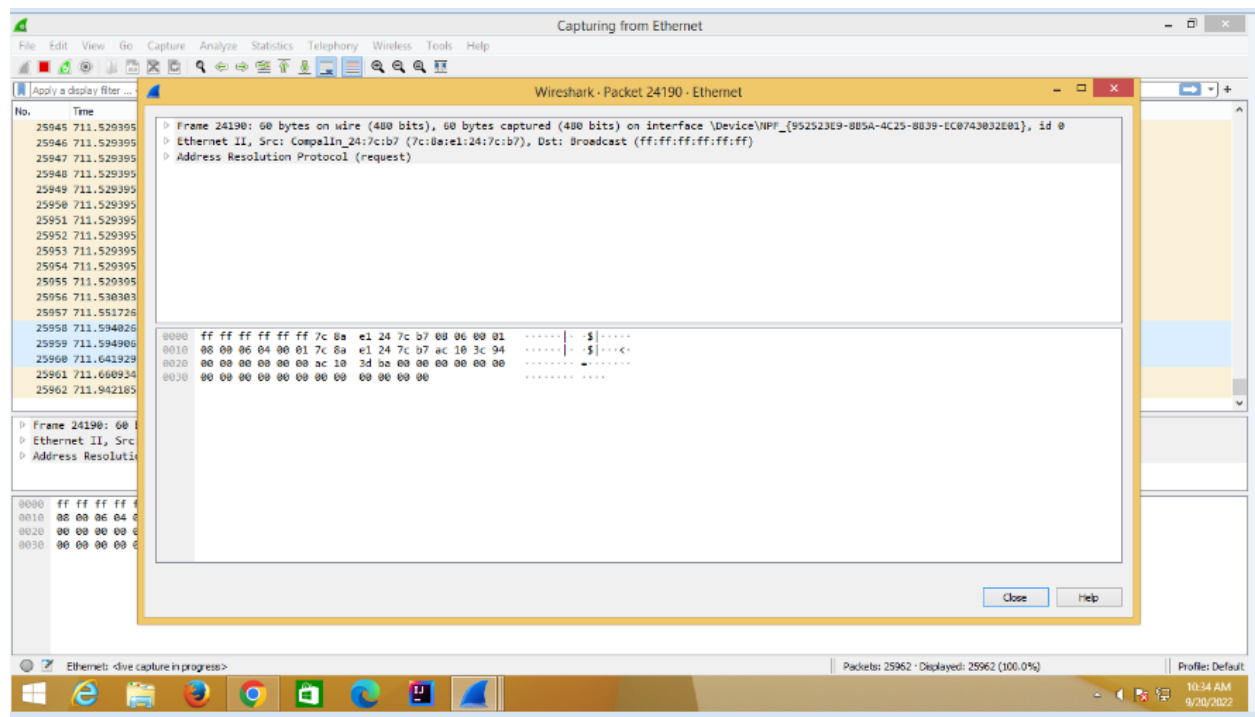 Capturing from Ethernet
File Edit View Go Capture Analyze Statistics Telephony Wireless Tools Help
Apply a display filter ...
Wireshark · Packet 24190 · Ethernet
No. Time
25945 711.529395
25946 711.529395
25947 711.529395
25948 711.529395
25949 711.529395
25950 711.529395
25951 711.529395
25952 711.529395
25953 711.529395
25954 711.529395
25955 711.529395
25956 711.530303
25957 711.551726
25958 711.594026
25959 711.594906
25960 711.641929
25961 711.660934
25962 711.942185
Frame 24190: 60 bytes on wire (480 bits), 60 bytes captured (480 bits) on interface \Device\NPF_{952523E9-8B5A-4C25-8839-EC0743032E01}, id 0
Ethernet II, Src: CompalIn_24:7c:b7 (7c:8a:e1:24:7c:b7), Dst: Broadcast (ff:ff:ff:ff:ff:ff)
Address Resolution Protocol (request)
0000 ff ff ff ff ff ff 7c 8a e1 24 7c b7 08 06 00 01 ······|· ·$|·····
0010 08 00 06 04 00 01 7c 8a e1 24 7c b7 ac 10 3c 94 ······|· ·$|···<·
0020 00 00 00 00 00 00 ac 10 3d ba 00 00 00 00 00 00 ········ =·······
0030 00 00 00 00 00 00 00 00 00 00 00 00 ········ ····
Close Help
Frame 24190: 60
Ethernet II, Src
Address Resoluti
0000 ff ff ff ff
0010 08 00 06 04
0020 00 00 00 00
0030 00 00 00 00
Ethernet: <live capture in progress>
Packets: 25962 · Displayed: 25962 (100.0%)
Profile: Default
10:34 AM
9/20/2022